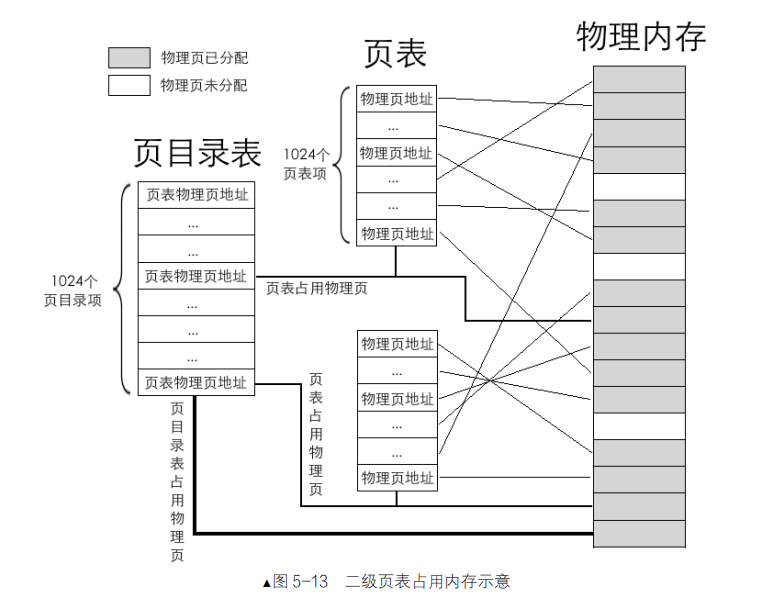 物理内存
页表
物理页已分配
物理页未分配
物理页地址
...
1024个
页表项
物理页地址
...
...
物理页地址
页目录表
页表物理页地址
...
...
1024个
页目录项
页表物理页地址
...
...
...
页表物理页地址
页表占用物理页
物理页地址
...
物理页地址
...
...
物理页地址
页表占用物理页
页目录表占用物理页
▲图 5-13 二级页表占用内存示意